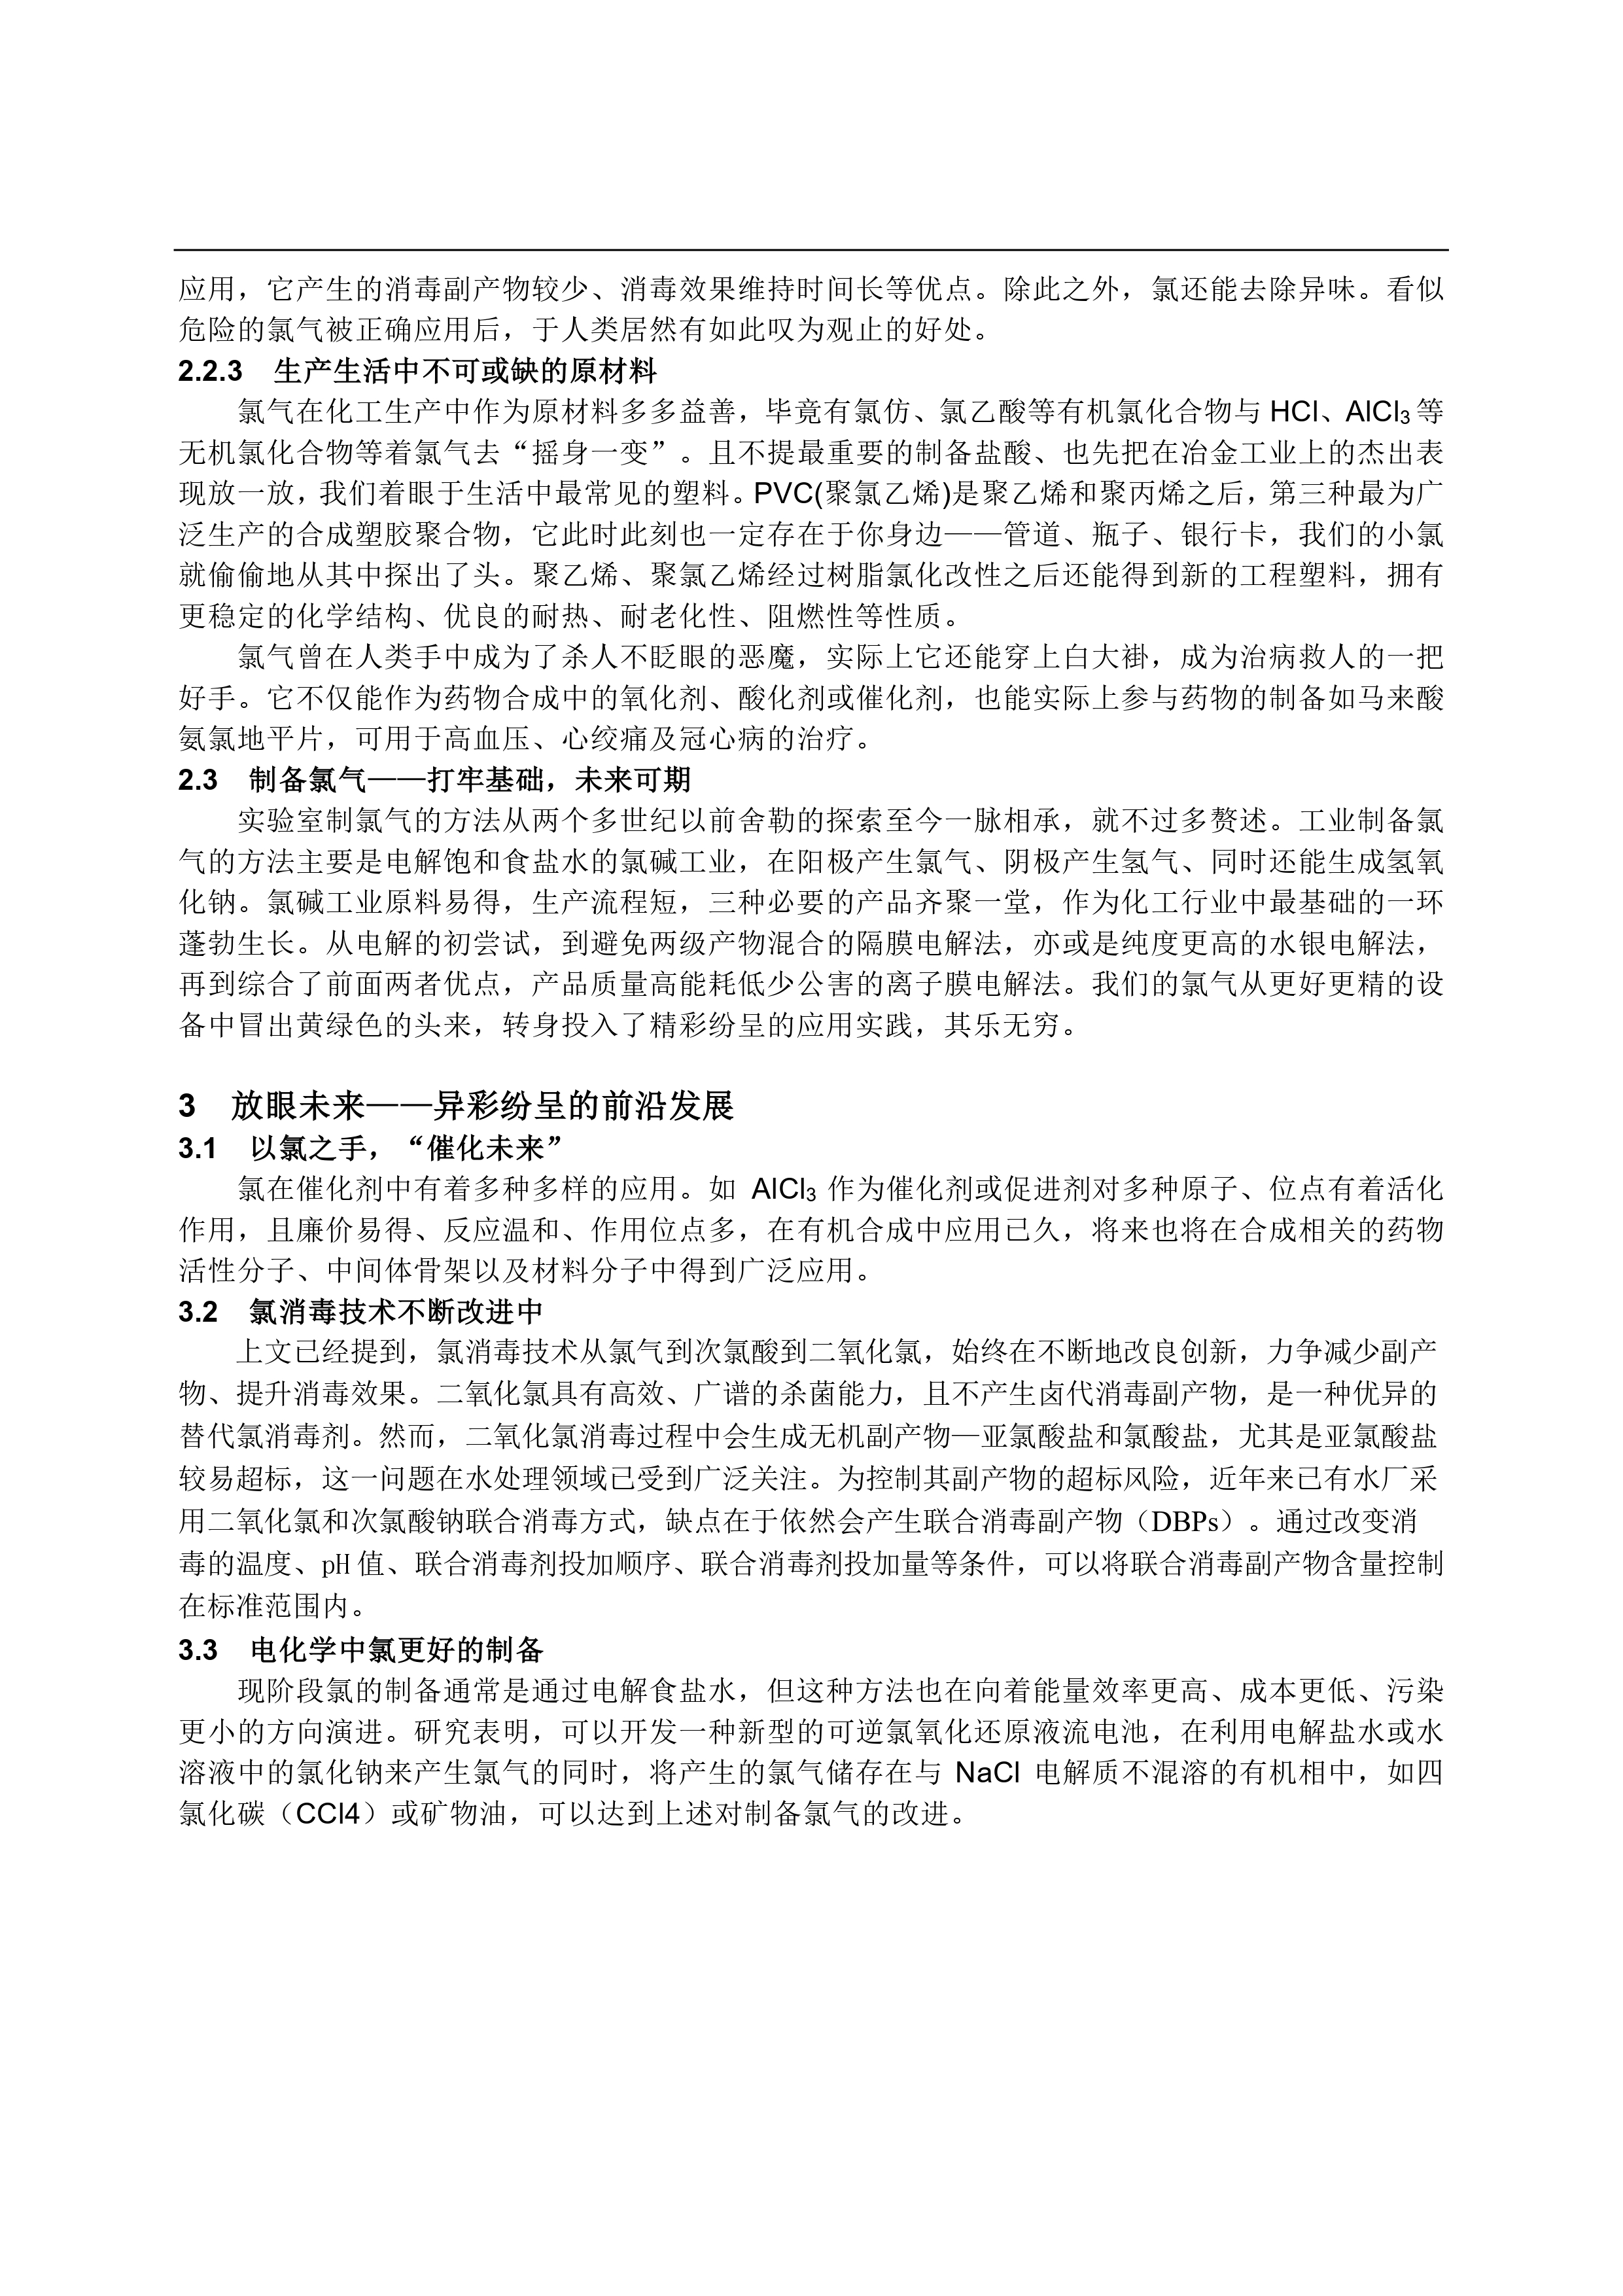 应用，它产生的消毒副产物较少、消毒效果维持时间长等优点。除此之外，氯还能去除异味。看似
危险的氯气被正确应用后，于人类居然有如此叹为观止的好处。
2.2.3 生产生活中不可或缺的原材料
氯气在化工生产中作为原材料多多益善，毕竟有氯仿、氯乙酸等有机氯化合物与 HCl、AlCl₃ 等
无机氯化合物等着氯气去“摇身一变”。且不提最重要的制备盐酸、也先把在冶金工业上的杰出表
现放一放，我们着眼于生活中最常见的塑料。PVC(聚氯乙烯)是聚乙烯和聚丙烯之后，第三种最为广
泛生产的合成塑胶聚合物，它此时此刻也一定存在于你身边——管道、瓶子、银行卡，我们的小氯
就偷偷地从其中探出了头。聚乙烯、聚氯乙烯经过树脂氯化改性之后还能得到新的工程塑料，拥有
更稳定的化学结构、优良的耐热、耐老化性、阻燃性等性质。
氯气曾在人类手中成为了杀人不眨眼的恶魔，实际上它还能穿上白大褂，成为治病救人的一把
好手。它不仅能作为药物合成中的氧化剂、酸化剂或催化剂，也能实际上参与药物的制备如马来酸
氨氯地平片，可用于高血压、心绞痛及冠心病的治疗。
2.3 制备氯气——打牢基础，未来可期
实验室制氯气的方法从两个多世纪以前舍勒的探索至今一脉相承，就不过多赘述。工业制备氯
气的方法主要是电解饱和食盐水的氯碱工业，在阳极产生氯气、阴极产生氢气、同时还能生成氢氧
化钠。氯碱工业原料易得，生产流程短，三种必要的产品齐聚一堂，作为化工行业中最基础的一环
蓬勃生长。从电解的初尝试，到避免两级产物混合的隔膜电解法，亦或是纯度更高的水银电解法，
再到综合了前面两者优点，产品质量高能耗低少公害的离子膜电解法。我们的氯气从更好更精的设
备中冒出黄绿色的头来，转身投入了精彩纷呈的应用实践，其乐无穷。
3 放眼未来——异彩纷呈的前沿发展
3.1 以氯之手，“催化未来”
氯在催化剂中有着多种多样的应用。如 AlCl₃ 作为催化剂或促进剂对多种原子、位点有着活化
作用，且廉价易得、反应温和、作用位点多，在有机合成中应用已久，将来也将在合成相关的药物
活性分子、中间体骨架以及材料分子中得到广泛应用。
3.2 氯消毒技术不断改进中
上文已经提到，氯消毒技术从氯气到次氯酸到二氧化氯，始终在不断地改良创新，力争减少副产
物、提升消毒效果。二氧化氯具有高效、广谱的杀菌能力，且不产生卤代消毒副产物，是一种优异的
替代氯消毒剂。然而，二氧化氯消毒过程中会生成无机副产物—亚氯酸盐和氯酸盐，尤其是亚氯酸盐
较易超标，这一问题在水处理领域已受到广泛关注。为控制其副产物的超标风险，近年来已有水厂采
用二氧化氯和次氯酸钠联合消毒方式，缺点在于依然会产生联合消毒副产物（DBPs）。通过改变消
毒的温度、pH 值、联合消毒剂投加顺序、联合消毒剂投加量等条件，可以将联合消毒副产物含量控制
在标准范围内。
3.3 电化学中氯更好的制备
现阶段氯的制备通常是通过电解食盐水，但这种方法也在向着能量效率更高、成本更低、污染
更小的方向演进。研究表明，可以开发一种新型的可逆氯氧化还原液流电池，在利用电解盐水或水
溶液中的氯化钠来产生氯气的同时，将产生的氯气储存在与 NaCl 电解质不混溶的有机相中，如四
氯化碳（CCl4）或矿物油，可以达到上述对制备氯气的改进。